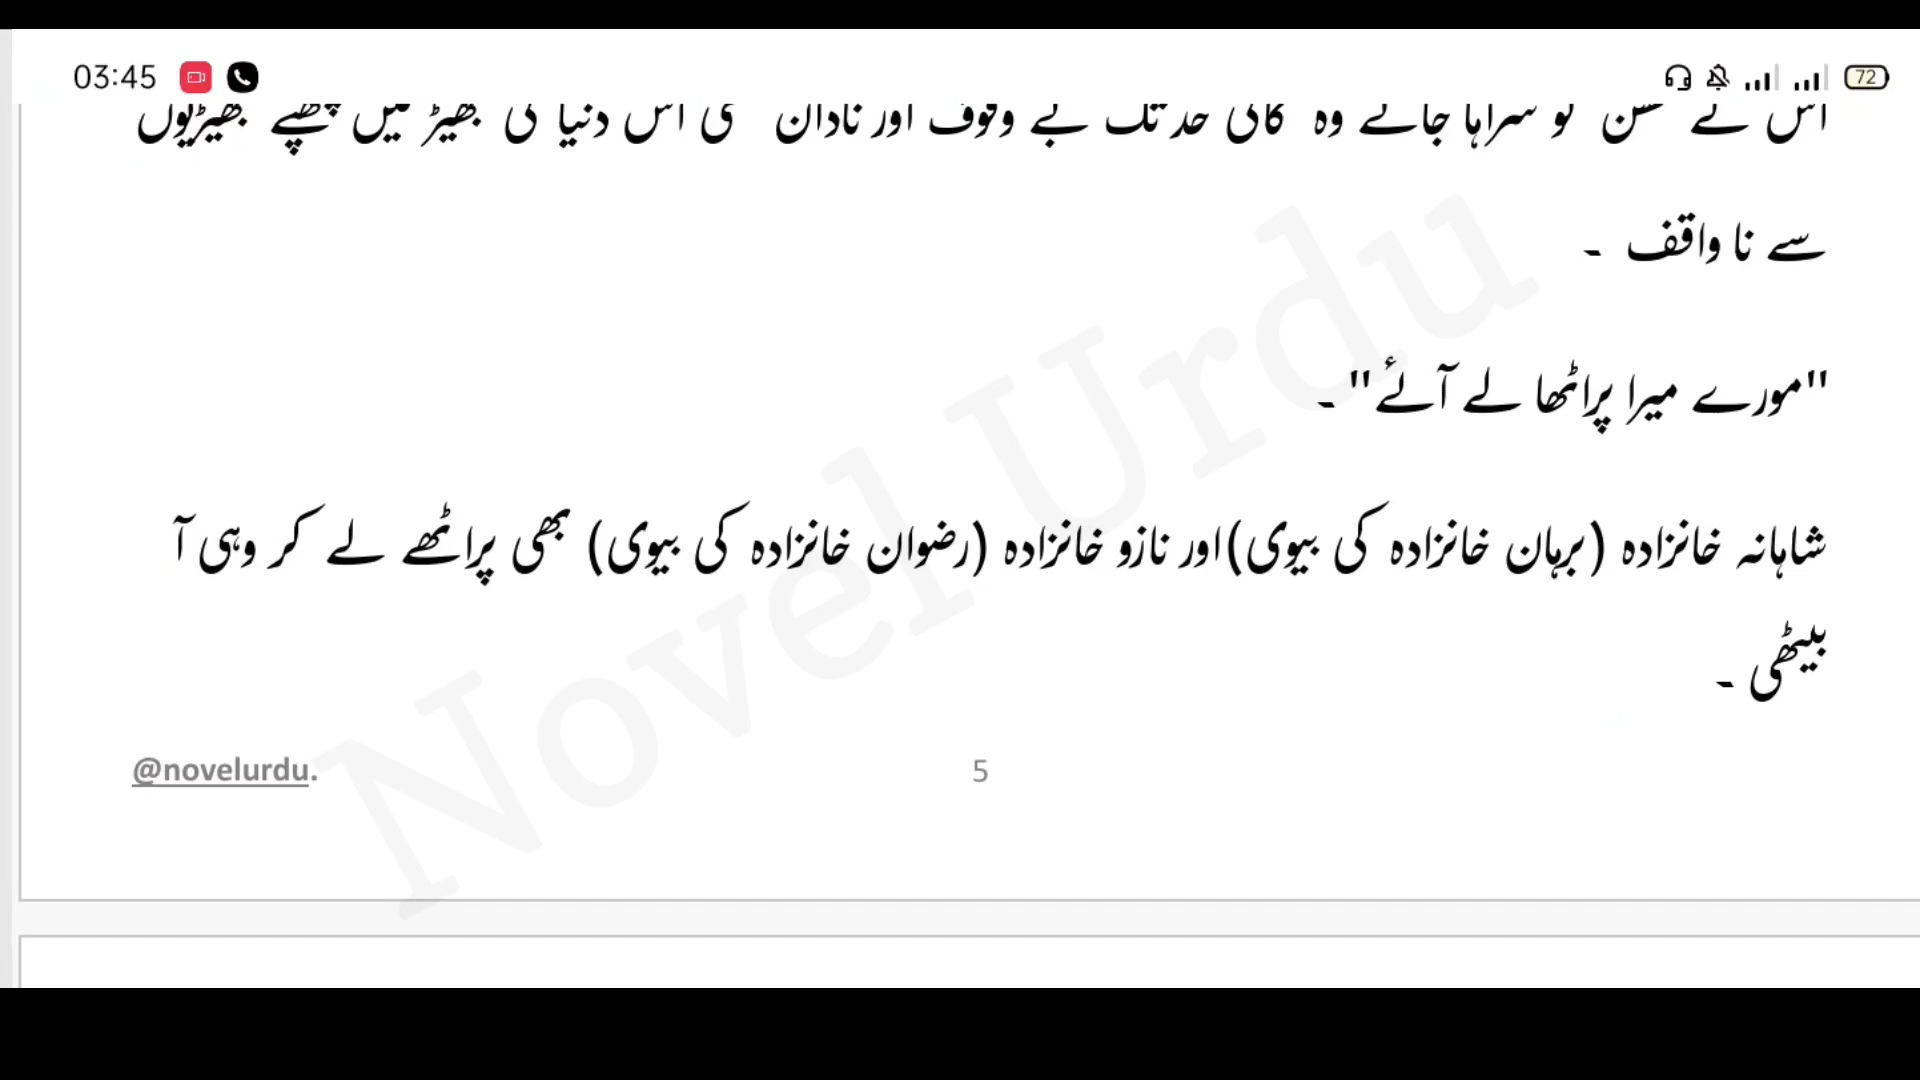 03:45
72
اس کے حسن کو سراہا جائے وہ کافی حد تک بے وقوف اور نادان تھی اس دنیا کی بھیڑ میں چھپے بھیڑیوں
سے نا واقف ۔
"مورے میرا پراٹھا لے آئے" ۔
شاہانہ خانزادہ (برہان خانزادہ کی بیوی) اور نازو خانزادہ (رضوان خانزادہ کی بیوی) بھی پراٹھے لے کر وہی آ
بیٹھی ۔
Novel Urdu
@novelurdu.
5